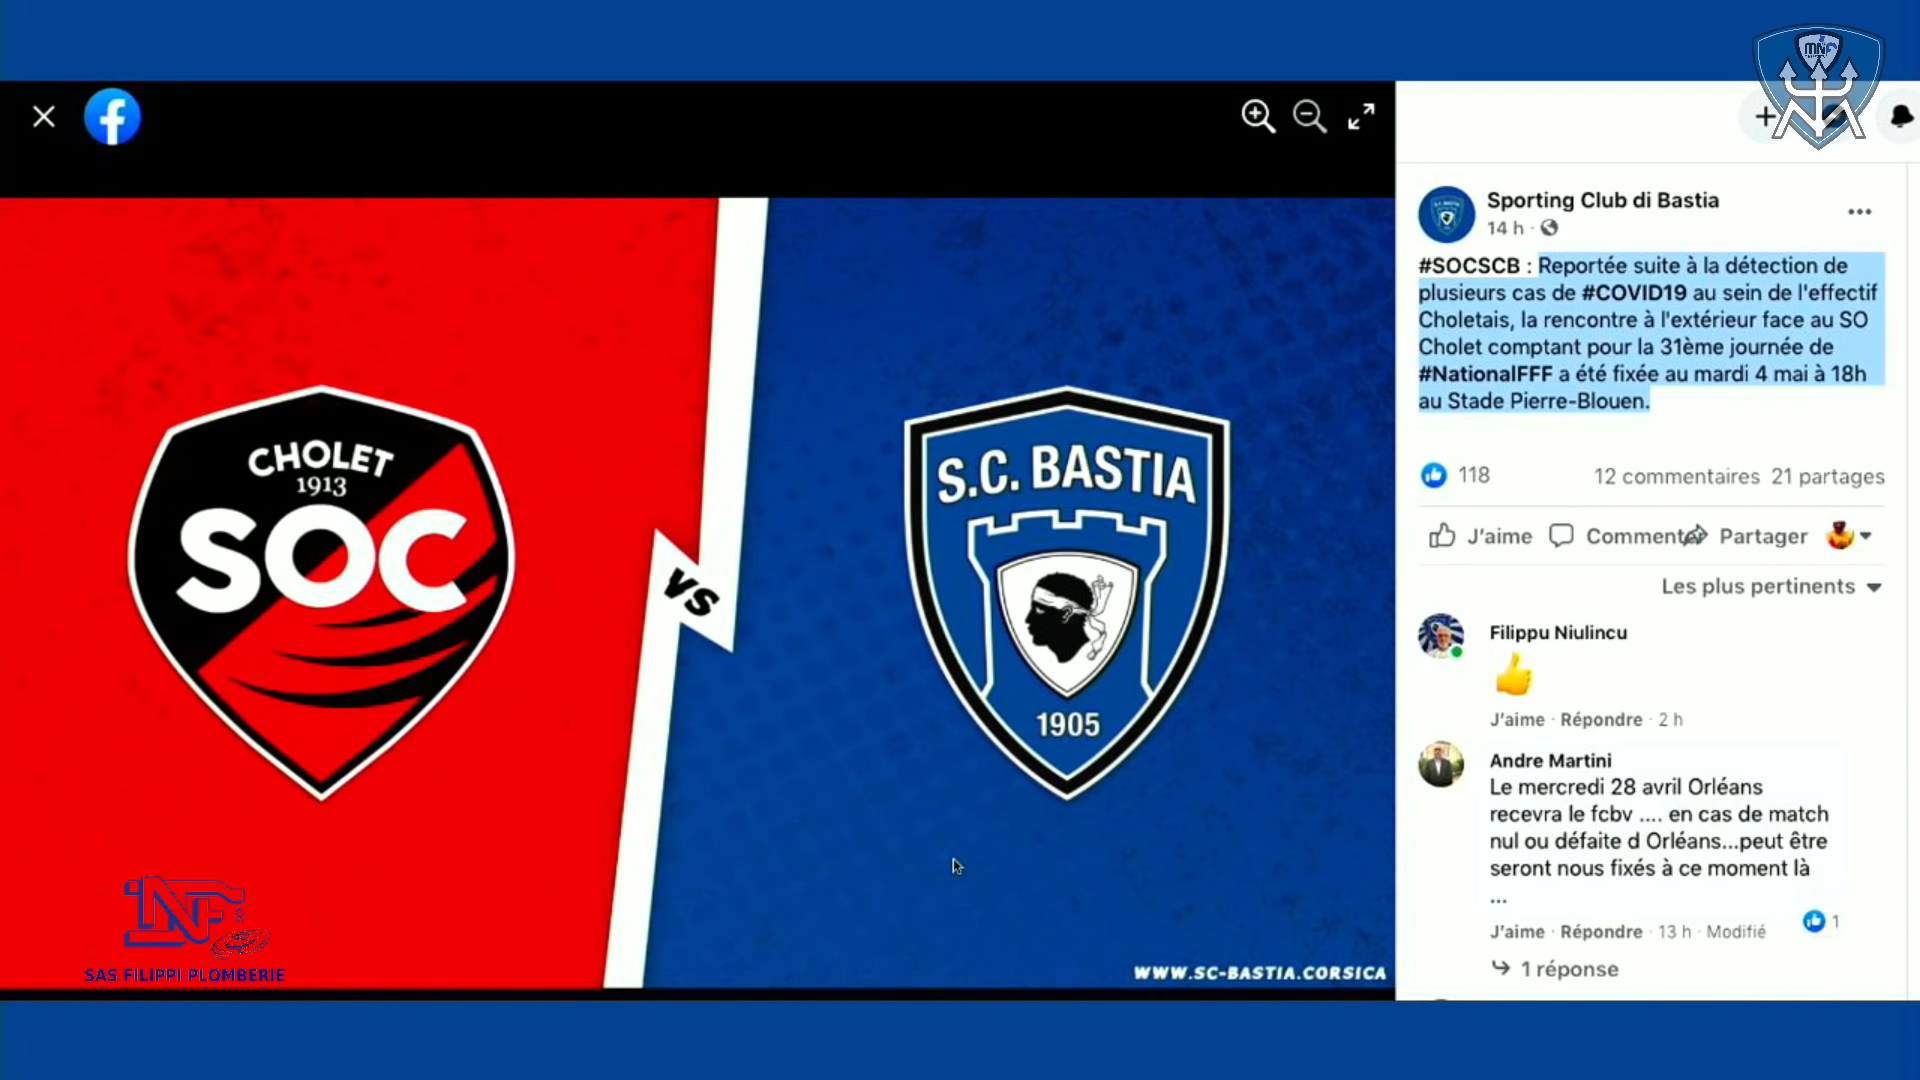 MNF
Sporting Club di Bastia
14 h ·
#SOCSCB : Reportée suite à la détection de
plusieurs cas de #COVID19 au sein de l'effectif
Choletais, la rencontre à l'extérieur face au SO
Cholet comptant pour la 31ème journée de
#NationalFFF a été fixée au mardi 4 mai à 18h
au Stade Pierre-Blouen.
118
12 commentaires 21 partages
J'aime
Comment
Partager
Les plus pertinents
Filippu Niulincu
J'aime · Répondre · 2 h
Andre Martini
Le mercredi 28 avril Orléans
recevra le fcbv .... en cas de match
nul ou défaite d Orléans...peut être
seront nous fixés à ce moment là
...
J'aime · Répondre · 13 h · Modifié
1
1 réponse
CHOLET
1913
SOC
VS
S.C. BASTIA
1905
NF
SAS FILIPPI PLOMBERIE
WWW.SC-BASTIA.CORSICA